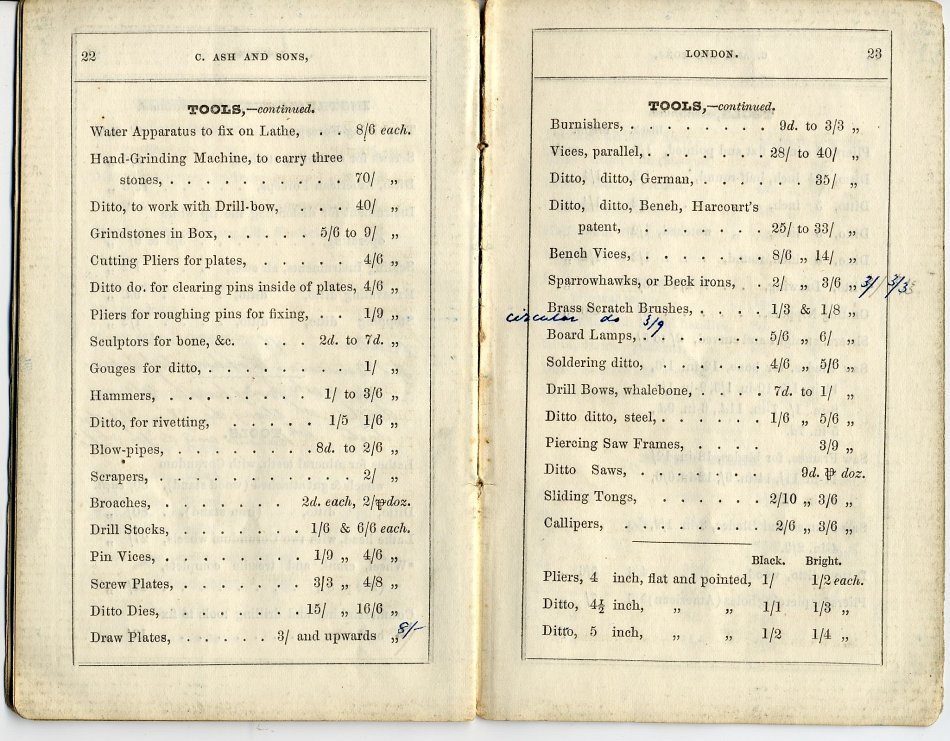 22 C. ASH AND SONS,
TOOLS,—continued.
Water Apparatus to fix on Lathe, . 8/6 each.
Hand-Grinding Machine, to carry three
stones, . . . . . . . . . . 70/ „
Ditto, to work with Drill-bow, . . . . 40/ „
Grindstones in Box, . . . . . 5/6 to 9/ „
Cutting Pliers for plates, . . . . . 4/6 „
Ditto do. for clearing pins inside of plates, 4/6 „
Pliers for roughing pins for fixing, . . 1/9 „
Sculptors for bone, &c. . . . 2d. to 7d. „
Gouges for ditto, . . . . . . . . 1/ „
Hammers, . . . . . . . 1/ to 3/6 „
Ditto, for rivetting, . . . . . 1/5 1/6 „
Blow-pipes, . . . . . . . 8d. to 2/6 „
Scrapers, . . . . . . . . . 2/ „
Broaches, . . . . . 2d. each, 2/ ⅌ doz.
Drill Stocks, . . . . . . 1/6 & 6/6 each.
Pin Vices, . . . . . . . 1/9 „ 4/6 „
Screw Plates, . . . . . . 3/3 „ 4/8 „
Ditto Dies, . . . . . . 15/ „ 16/6 „
Draw Plates, . . . . . . 3/ and upwards „ 8/-
LONDON. 23
TOOLS,—continued.
Burnishers, . . . . . . . . 9d. to 3/3 „
Vices, parallel, . . . . . . . 28/ to 40/ „
Ditto, ditto, German, . . . . . . 35/ „
Ditto, ditto, Bench, Harcourt's
patent, . . . . . . . 25/ to 33/ „
Bench Vices, . . . . . . . 8/6 „ 14/ „
Sparrowhawks, or Beck irons, . 2/ „ 3/6 „ 3/ 3/3
Brass Scratch Brushes, . . . . 1/3 & 1/8 „
circular do 3/9
Board Lamps, . . . . . . . 5/6 „ 6/ „
Soldering ditto, . . . . . . 4/6 „ 5/6 „
Drill Bows, whalebone, . . . . 7d. to 1/ „
Ditto ditto, steel, . . . . . . 1/6 „ 5/6 „
Piercing Saw Frames, . . . . 3/9 „
Ditto Saws, . . . . . . 9d. ⅌ doz.
Sliding Tongs, . . . . . 2/10 „ 3/6 „
Callipers, . . . . . . 2/6 „ 3/6 „
Black. Bright.
Pliers, 4 inch, flat and pointed, 1/ 1/2 each.
Ditto, 4½ inch, „ „ 1/1 1/3 „
Ditto, 5 inch, „ „ 1/2 1/4 „